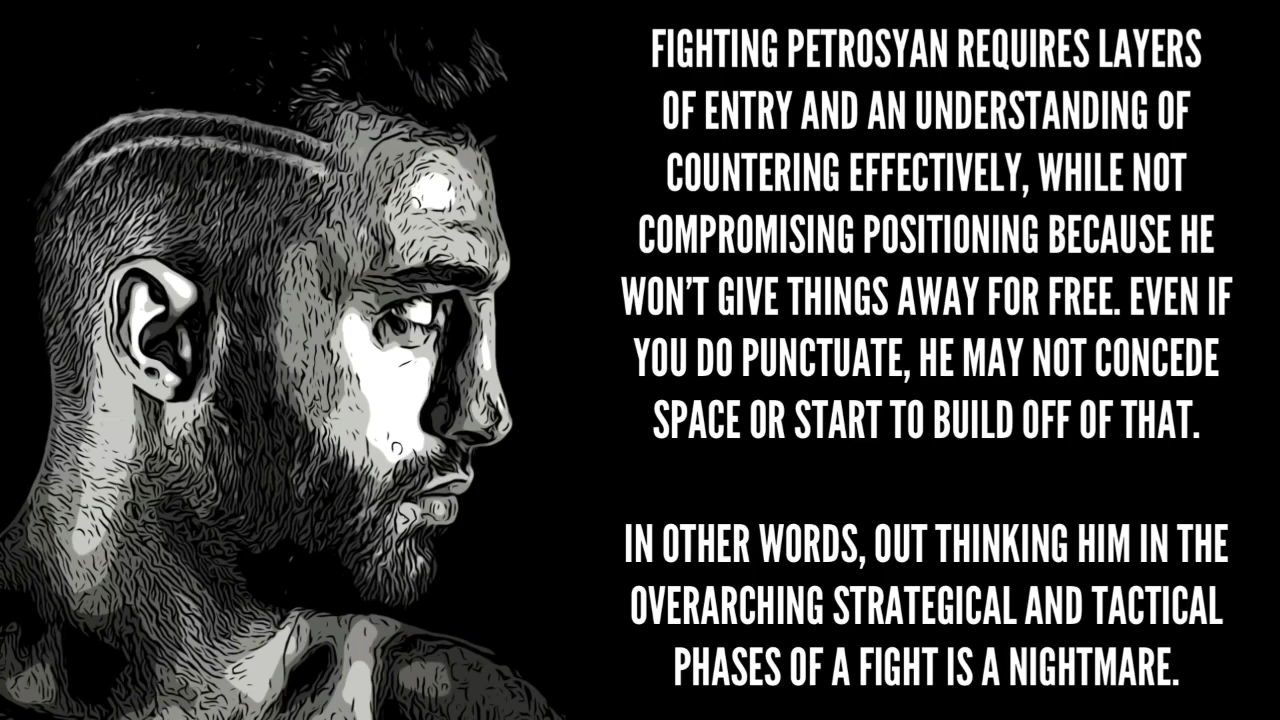 FIGHTING PETROSYAN REQUIRES LAYERS
OF ENTRY AND AN UNDERSTANDING OF
COUNTERING EFFECTIVELY, WHILE NOT
COMPROMISING POSITIONING BECAUSE HE
WON'T GIVE THINGS AWAY FOR FREE. EVEN IF
YOU DO PUNCTUATE, HE MAY NOT CONCEDE
SPACE OR START TO BUILD OFF OF THAT.
IN OTHER WORDS, OUT THINKING HIM IN THE
OVERARCHING STRATEGICAL AND TACTICAL
PHASES OF A FIGHT IS A NIGHTMARE.